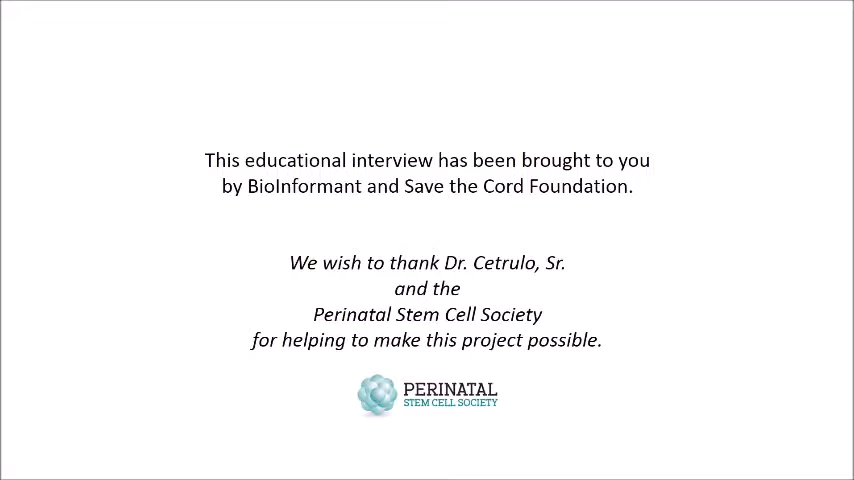 This educational interview has been brought to you
by BioInformant and Save the Cord Foundation.
We wish to thank Dr. Cetrulo, Sr.
and the
Perinatal Stem Cell Society
for helping to make this project possible.
PERINATAL
STEM CELL SOCIETY